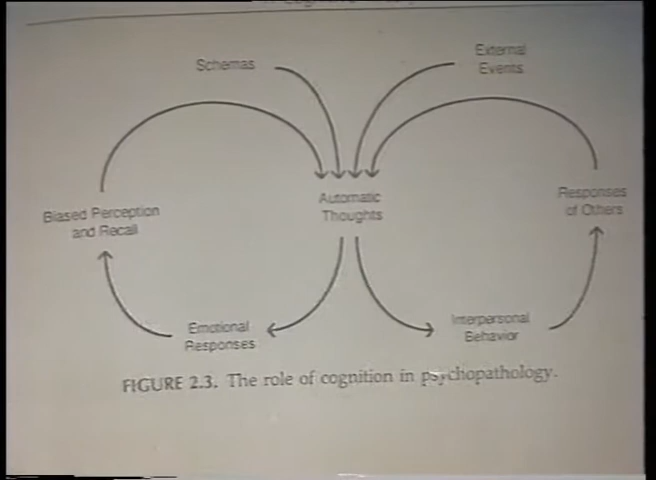 Schemas
External
Events
Automatic
Thoughts
Biased Perception
and Recall
Responses
of Others
Emotional
Responses
Interpersonal
Behavior
FIGURE 2.3. The role of cognition in psychopathology.